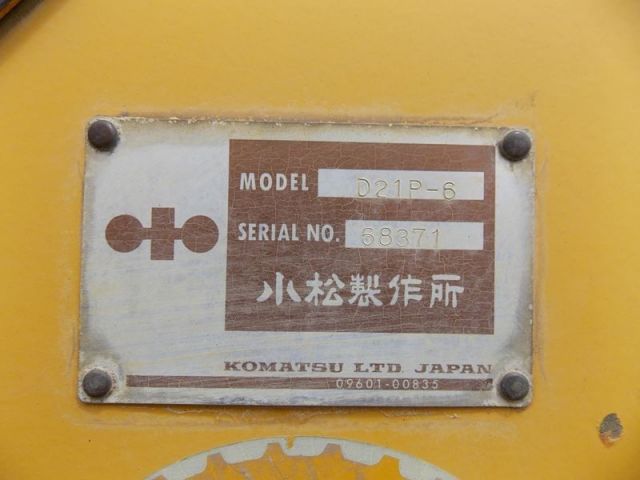 MODEL D21P-6
SERIAL NO. 68371
小松製作所
KOMATSU LTD. JAPAN
09601-00835